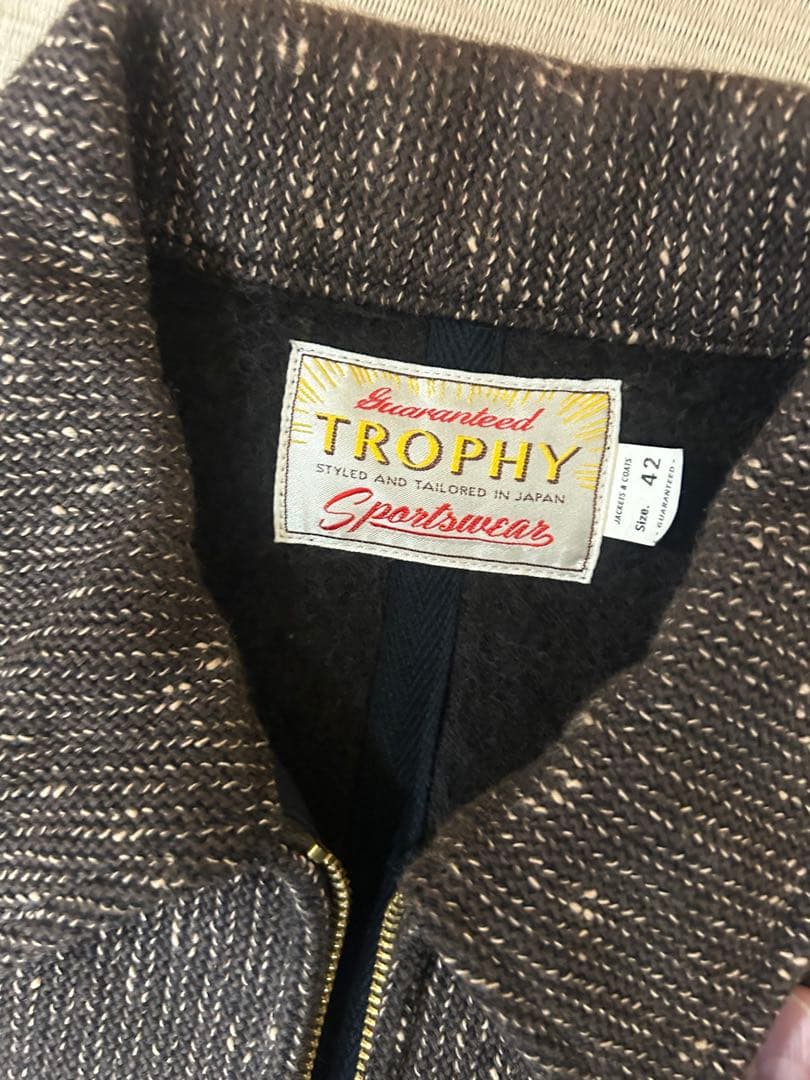 Guaranteed
TROPHY
STYLED AND TAILORED IN JAPAN
Sportswear
JACKETS & COATS
Size. 42
- GUARANTEED -